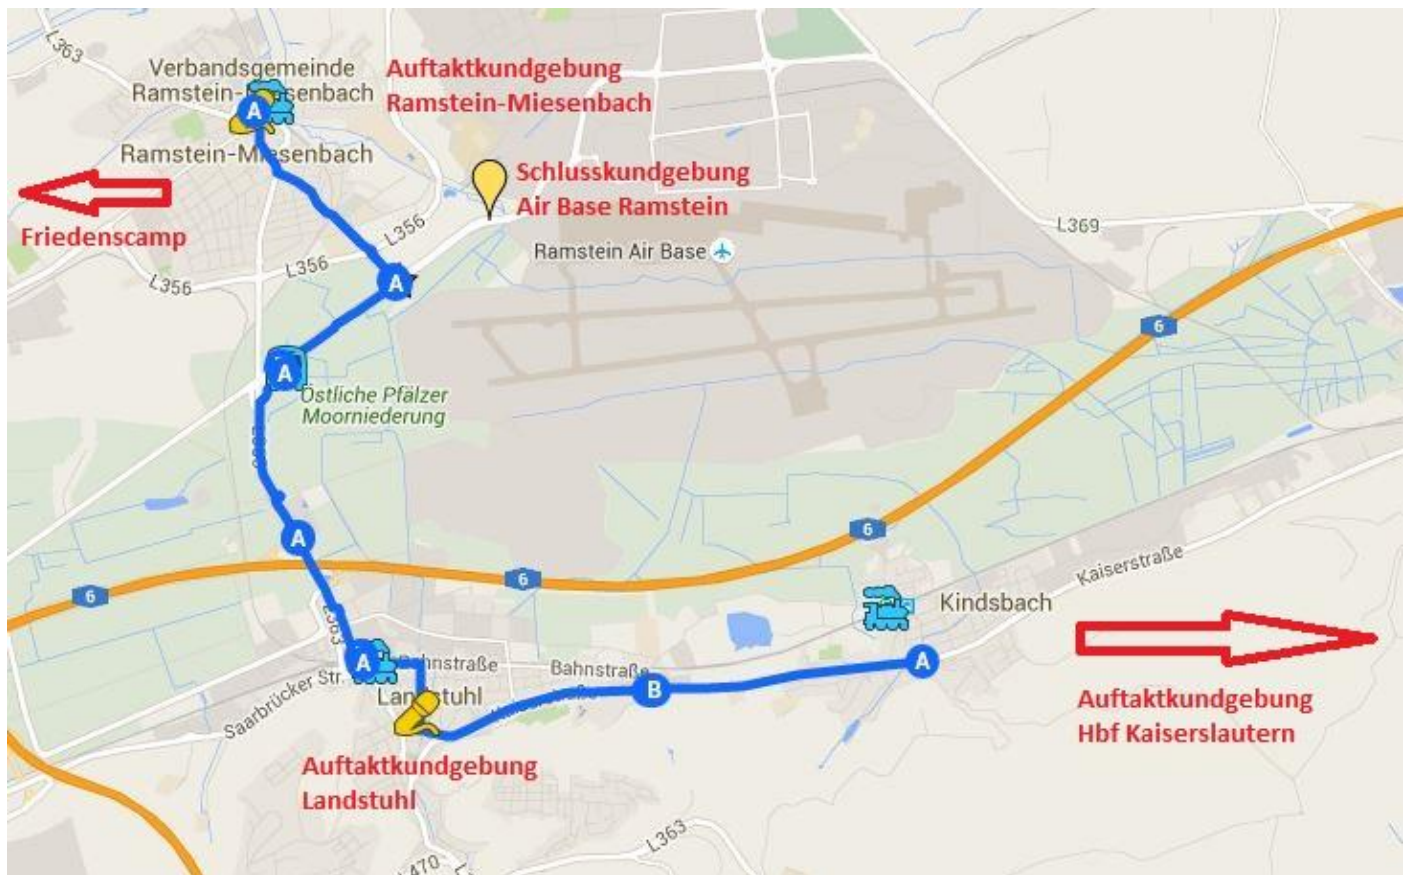 L363
Verbandsgemeinde
Ramstein-Miesenbach
A
Ramstein-Miesenbach
Auftaktkundgebung
Ramstein-Miesenbach
Schlusskundgebung
Air Base Ramstein
Friedenscamp
L356
L356
L356
A
Ramstein Air Base
L369
6
A
Östliche Pfälzer
Moorniederung
A
6
6
6
Kaiserstraße
Kindsbach
L363
A
Bahnstraße
Bahnstraße
A
Saarbrücker Str.
Landstuhl
B
Kaiserstraße
Auftaktkundgebung
Hbf Kaiserslautern
Auftaktkundgebung
Landstuhl
L363
L470